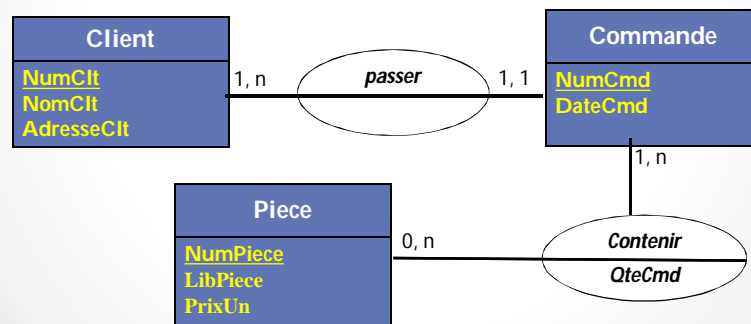 Client
NumClt
NomClt
AdresseClt
1, n
passer
1, 1
Commande
NumCmd
DateCmd
1, n
Piece
NumPiece
LibPiece
PrixUn
0, n
Contenir
QteCmd